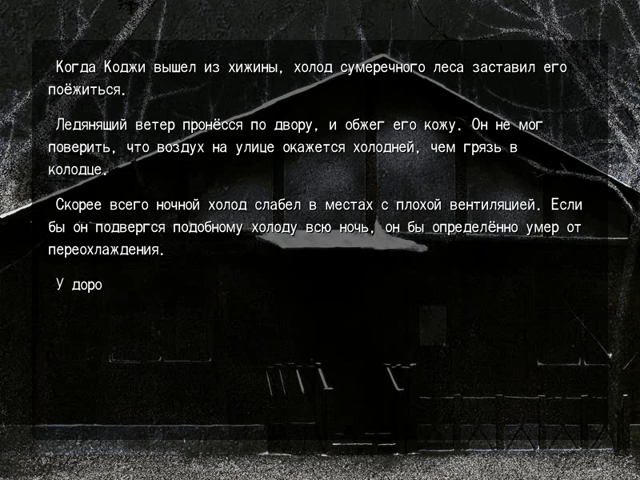 Когда Коджи вышел из хижины, холод сумеречного леса заставил его
поёжиться.
Ледянящий ветер пронёсся по двору, и обжег его кожу. Он не мог
поверить, что воздух на улице окажется холодней, чем грязь в
колодце.
Скорее всего ночной холод слабел в местах с плохой вентиляцией. Если
бы он подвергся подобному холоду всю ночь, он бы определённо умер от
переохлаждения.
У доро